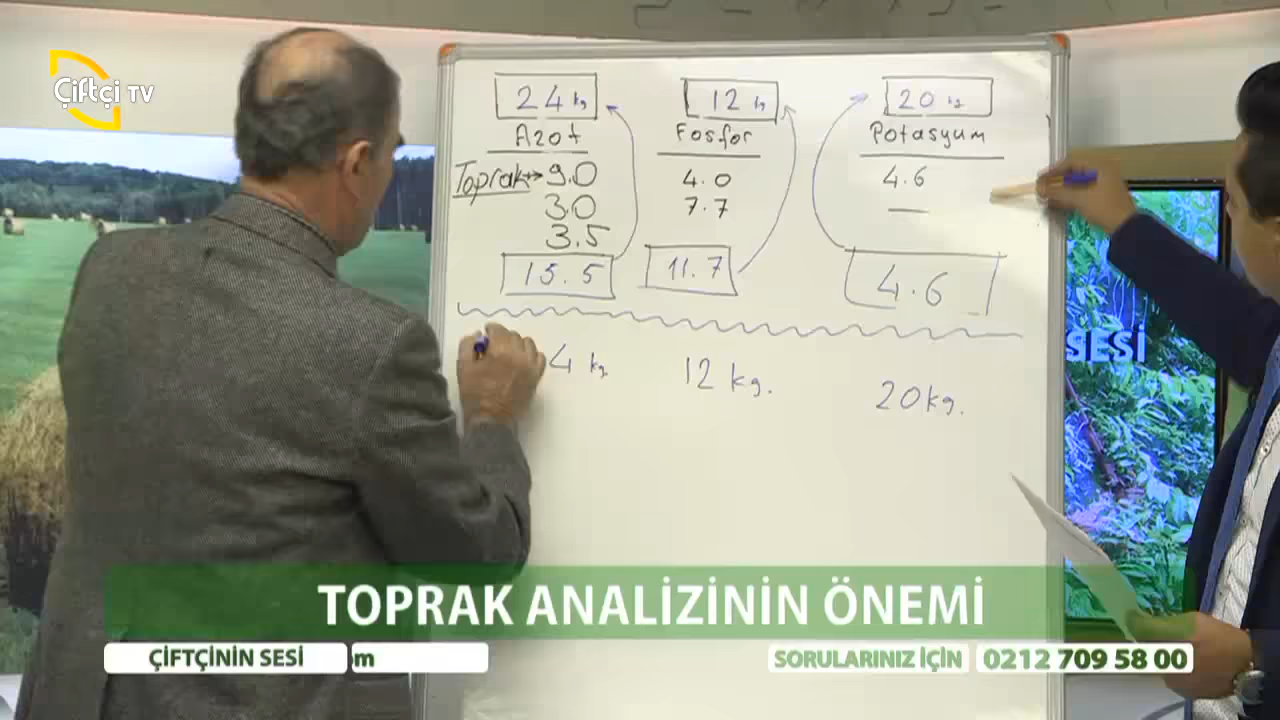 Çiftçi TV
24 kg
12 kg
20 kg
Azot
Fosfor
Potasyum
Toprak → 9.0
4.0
4.6
3.0
7.7
—
3.5
15.5
11.7
4.6
4 kg
12 kg.
20 kg.
SESİ
TOPRAK ANALİZİNİN ÖNEMİ
ÇİFTÇİNİN SESİ
m
SORULARINIZ İÇİN
0212 709 58 00